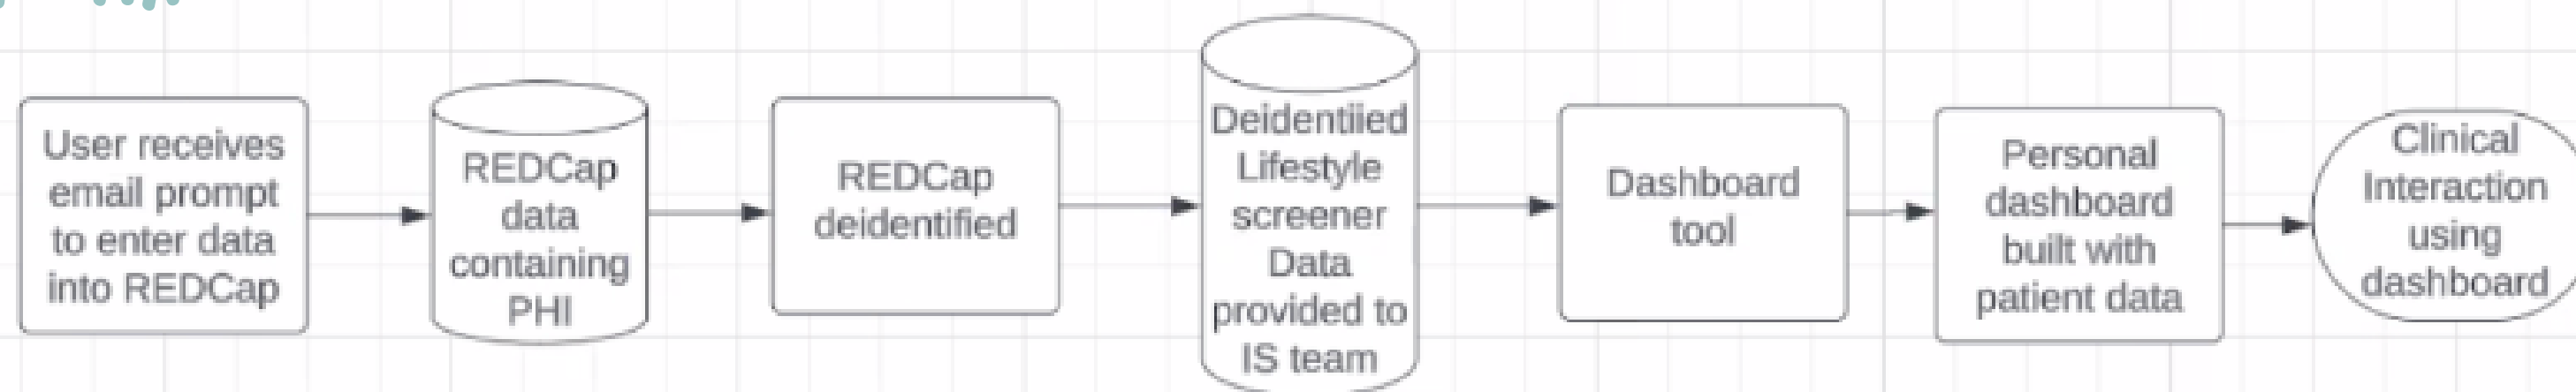 User receives
email prompt
to enter data
into REDCap
REDCap
data
containing
PHI
REDCap
deidentified
Deidentiied
Lifestyle
screener
Data
provided to
IS team
Dashboard
tool
Personal
dashboard
built with
patient data
Clinical
Interaction
using
dashboard